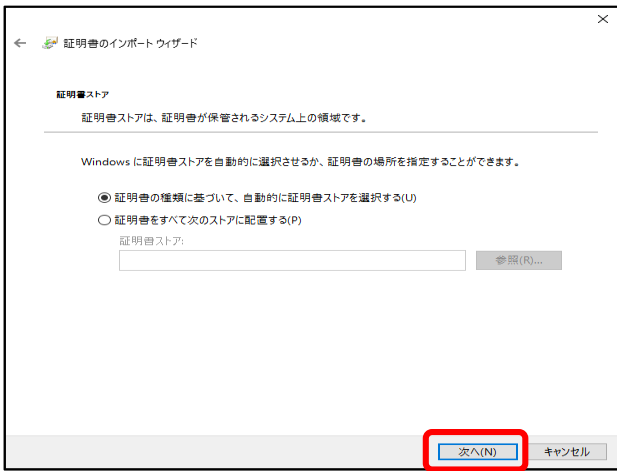 証明書のインポート ウィザード
証明書ストア
証明書ストアは、証明書が保管されるシステム上の領域です。
Windows に証明書ストアを自動的に選択させるか、証明書の場所を指定することができます。
証明書の種類に基づいて、自動的に証明書ストアを選択する(U)
証明書をすべて次のストアに配置する(P)
証明書ストア:
参照(R)...
次へ(N)
キャンセル